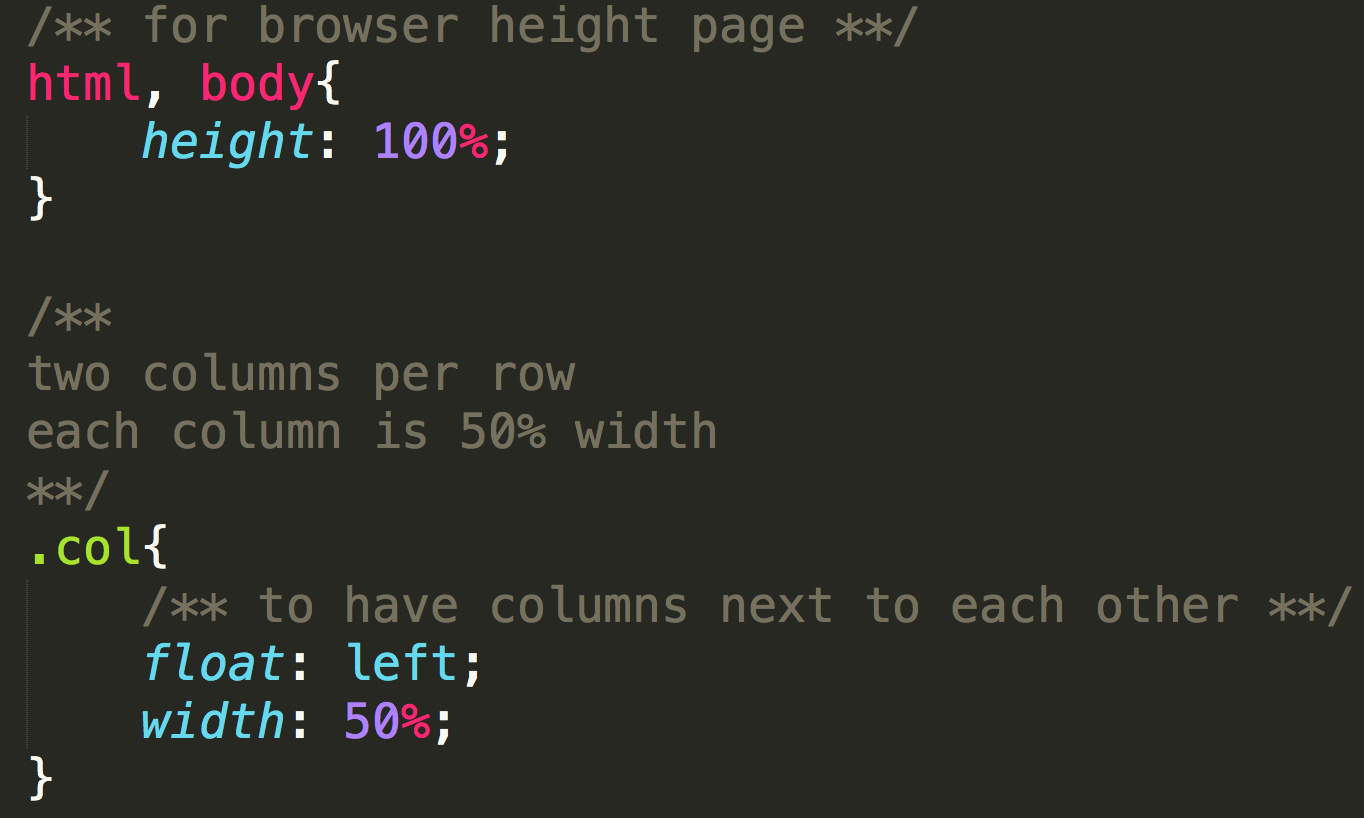 /** for browser height page **/
html, body{
    height: 100%;
}

/**
two columns per row
each column is 50% width
**/
.col{
    /** to have columns next to each other **/
    float: left;
    width: 50%;
}